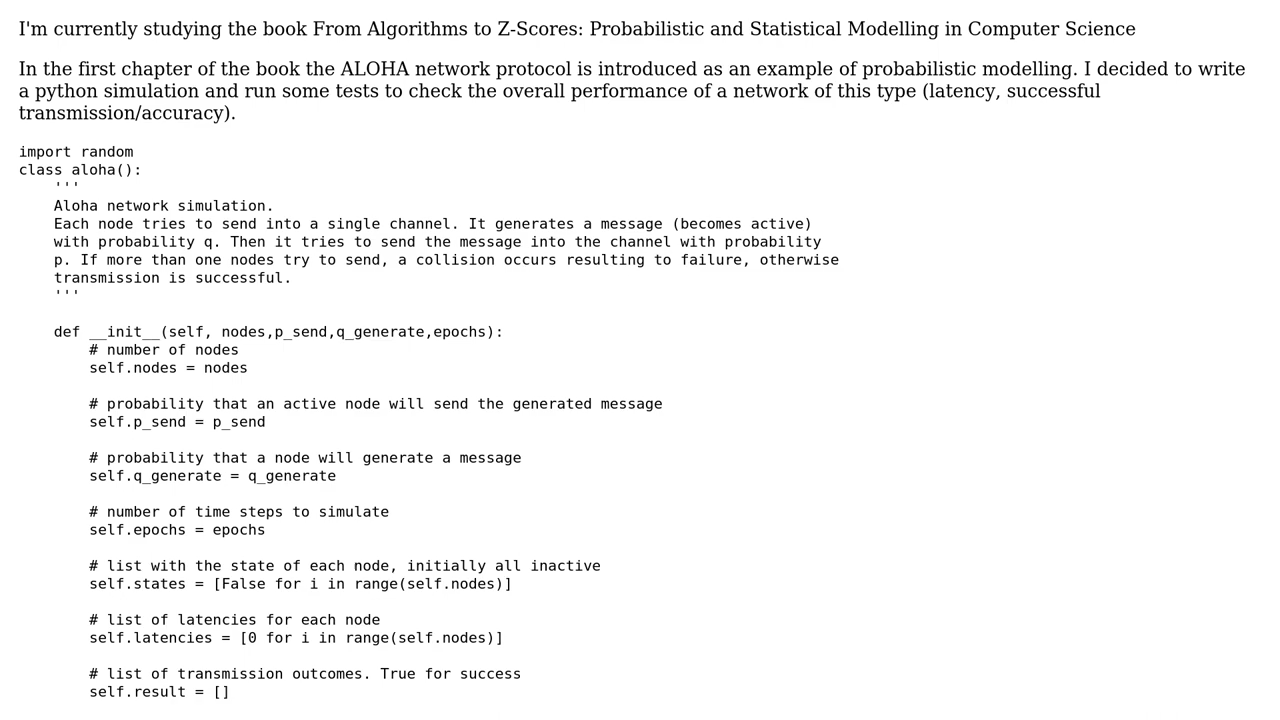 I'm currently studying the book From Algorithms to Z-Scores: Probabilistic and Statistical Modelling in Computer Science
In the first chapter of the book the ALOHA network protocol is introduced as an example of probabilistic modelling. I decided to write
a python simulation and run some tests to check the overall performance of a network of this type (latency, successful
transmission/accuracy).
import random
class aloha():
    '''
    Aloha network simulation.
    Each node tries to send into a single channel. It generates a message (becomes active)
    with probability q. Then it tries to send the message into the channel with probability
    p. If more than one nodes try to send, a collision occurs resulting to failure, otherwise
    transmission is successful.
    '''
    def __init__(self, nodes,p_send,q_generate,epochs):
        # number of nodes
        self.nodes = nodes
        # probability that an active node will send the generated message
        self.p_send = p_send
        # probability that a node will generate a message
        self.q_generate = q_generate
        # number of time steps to simulate
        self.epochs = epochs
        # list with the state of each node, initially all inactive
        self.states = [False for i in range(self.nodes)]
        # list of latencies for each node
        self.latencies = [0 for i in range(self.nodes)]
        # list of transmission outcomes. True for success
        self.result = []